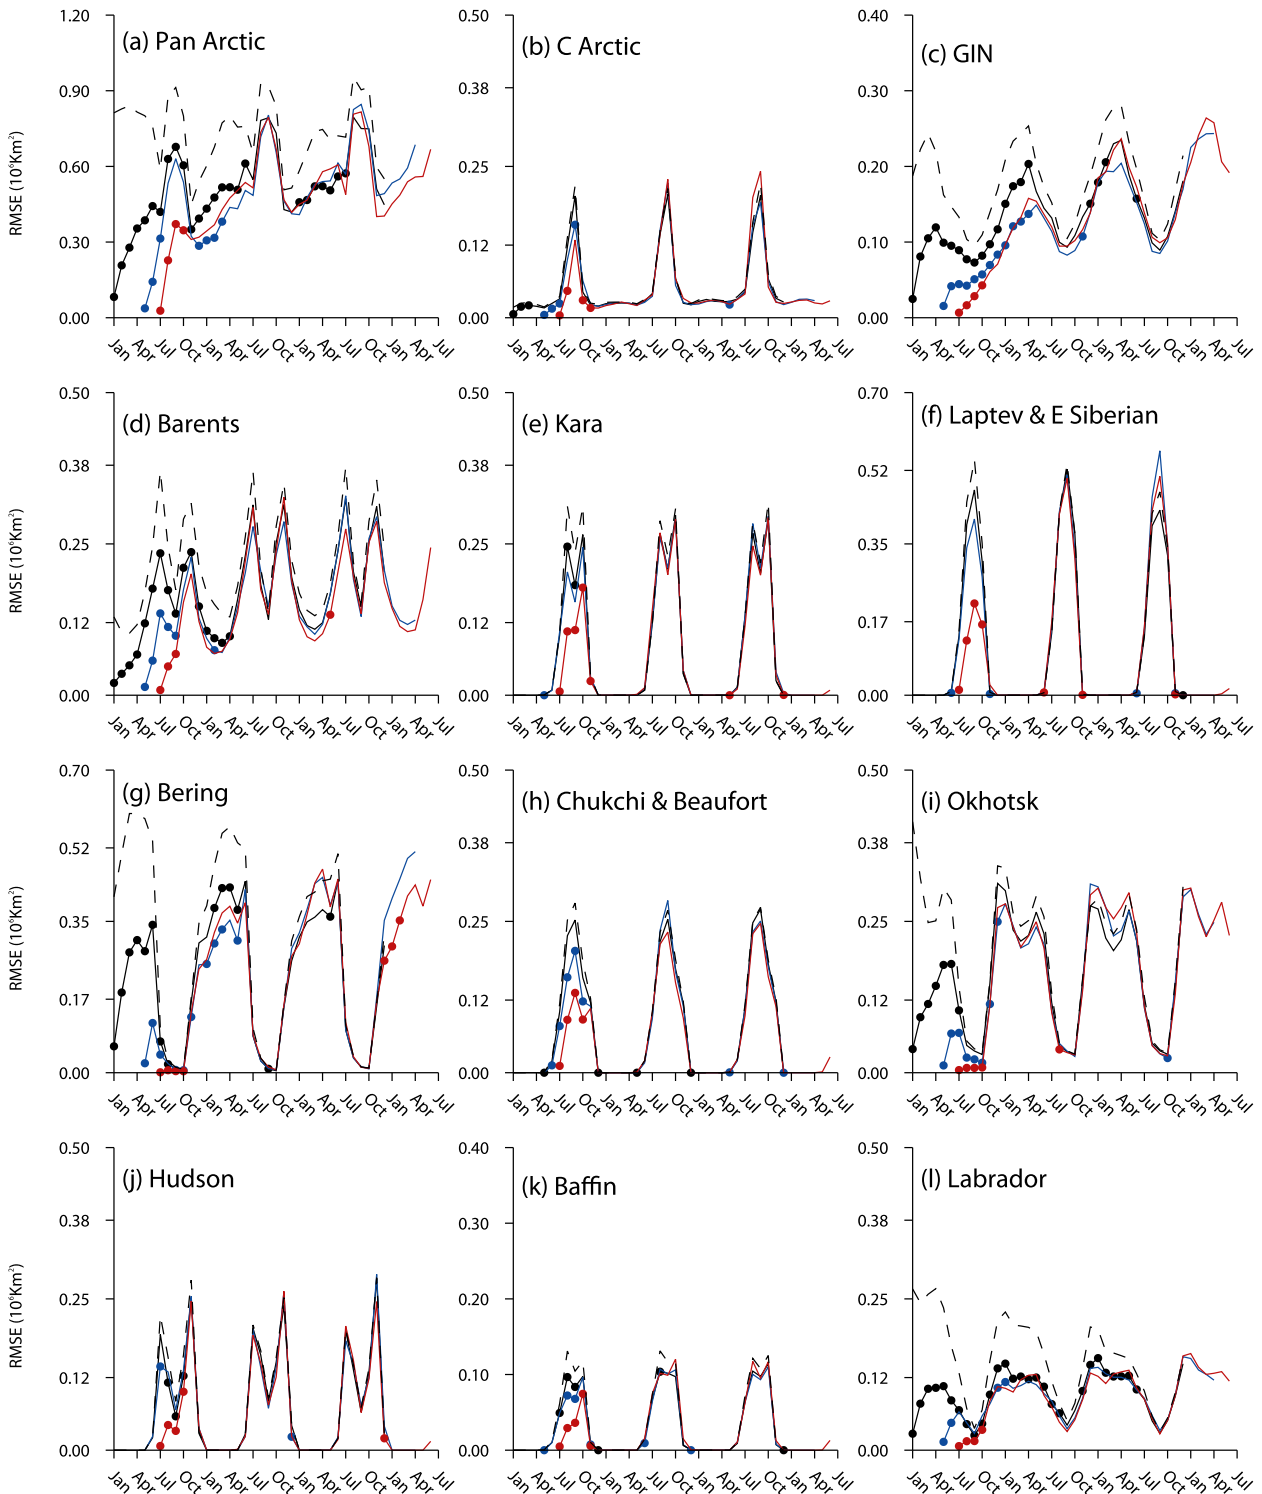 (a) Pan Arctic
RMSE (10⁶Km²)
1.20
0.90
0.60
0.30
0.00
Jan Apr Jul Oct Jan Apr Jul Oct Jan Apr Jul Oct Jan Apr Jul
(b) C Arctic
0.50
0.38
0.25
0.12
0.00
Jan Apr Jul Oct Jan Apr Jul Oct Jan Apr Jul Oct Jan Apr Jul
(c) GIN
0.40
0.30
0.20
0.10
0.00
Jan Apr Jul Oct Jan Apr Jul Oct Jan Apr Jul Oct Jan Apr Jul
(d) Barents
RMSE (10⁶Km²)
0.50
0.38
0.25
0.12
0.00
Jan Apr Jul Oct Jan Apr Jul Oct Jan Apr Jul Oct Jan Apr Jul
(e) Kara
0.50
0.38
0.25
0.12
0.00
Jan Apr Jul Oct Jan Apr Jul Oct Jan Apr Jul Oct Jan Apr Jul
(f) Laptev & E Siberian
0.70
0.52
0.35
0.17
0.00
Jan Apr Jul Oct Jan Apr Jul Oct Jan Apr Jul Oct Jan Apr Jul
(g) Bering
RMSE (10⁶Km²)
0.70
0.52
0.35
0.17
0.00
Jan Apr Jul Oct Jan Apr Jul Oct Jan Apr Jul Oct Jan Apr Jul
(h) Chukchi & Beaufort
0.50
0.38
0.25
0.12
0.00
Jan Apr Jul Oct Jan Apr Jul Oct Jan Apr Jul Oct Jan Apr Jul
(i) Okhotsk
0.50
0.38
0.25
0.12
0.00
Jan Apr Jul Oct Jan Apr Jul Oct Jan Apr Jul Oct Jan Apr Jul
(j) Hudson
RMSE (10⁶Km²)
0.50
0.38
0.25
0.12
0.00
Jan Apr Jul Oct Jan Apr Jul Oct Jan Apr Jul Oct Jan Apr Jul
(k) Baffin
0.40
0.30
0.20
0.10
0.00
Jan Apr Jul Oct Jan Apr Jul Oct Jan Apr Jul Oct Jan Apr Jul
(l) Labrador
0.50
0.38
0.25
0.12
0.00
Jan Apr Jul Oct Jan Apr Jul Oct Jan Apr Jul Oct Jan Apr Jul